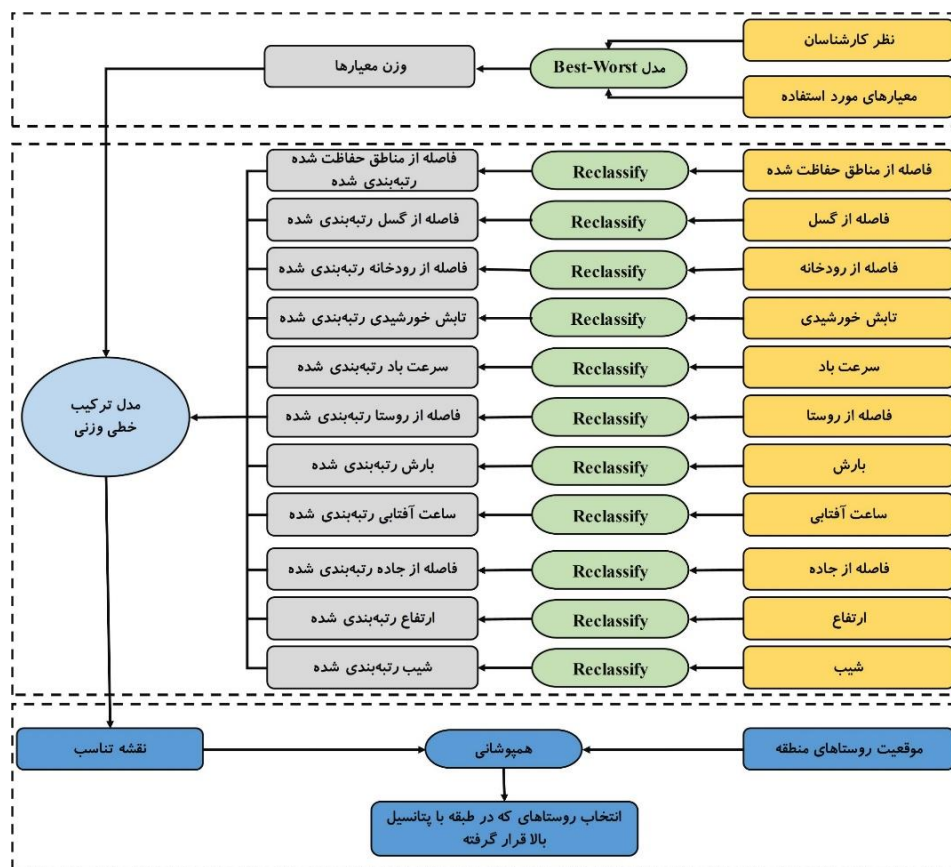 نظر کارشناسان
معیارهای مورد استفاده
مدل Best-Worst
وزن معیارها
فاصله از مناطق حفاظت شده
Reclassify
فاصله از مناطق حفاظت شده
رتبه‌بندی شده
فاصله از گسل
Reclassify
فاصله از گسل رتبه‌بندی شده
فاصله از رودخانه
Reclassify
فاصله از رودخانه رتبه‌بندی شده
تابش خورشیدی
Reclassify
تابش خورشیدی رتبه‌بندی شده
سرعت باد
Reclassify
سرعت باد رتبه‌بندی شده
فاصله از روستا
Reclassify
فاصله از روستا رتبه‌بندی شده
بارش
Reclassify
بارش رتبه‌بندی شده
ساعت آفتابی
Reclassify
ساعت آفتابی رتبه‌بندی شده
فاصله از جاده
Reclassify
فاصله از جاده رتبه‌بندی شده
ارتفاع
Reclassify
ارتفاع رتبه‌بندی شده
شیب
Reclassify
شیب رتبه‌بندی شده
مدل ترکیب
خطی وزنی
موقعیت روستاهای منطقه
همپوشانی
نقشه تناسب
انتخاب روستاهای که در طبقه با پتانسیل
بالا قرار گرفته